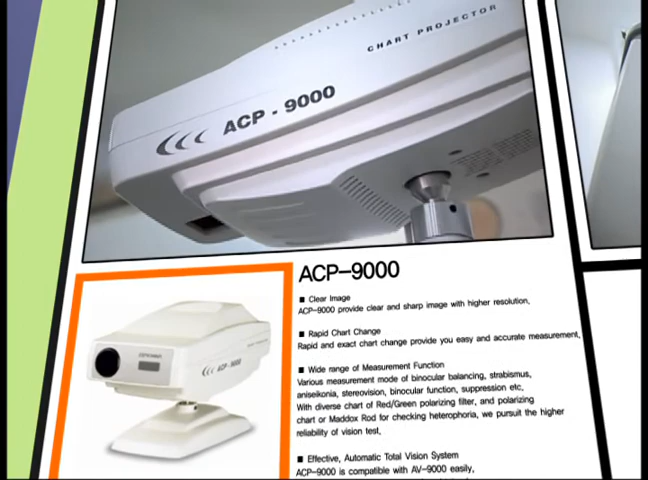 CHART PROJECTOR
ACP - 9000
ACP-9000
ACP-9000
■ Clear Image
ACP-9000 provide clear and sharp image with higher resolution,
■ Rapid Chart Change
Rapid and exact chart change provide you easy and accurate measurement,
■ Wide range of Measurement Function
Various measurement mode of binocular balancing, strabismus,
aniseikonia, stereovision, binocular function, suppression etc,
With diverse chart of Red/Green polarizing filter, and polarizing
chart or Maddox Rod for checking heterophoria, we pursuit the higher
reliability of vision test,
■ Effective, Automatic Total Vision System
ACP-9000 is compatible with AV-9000 easily,